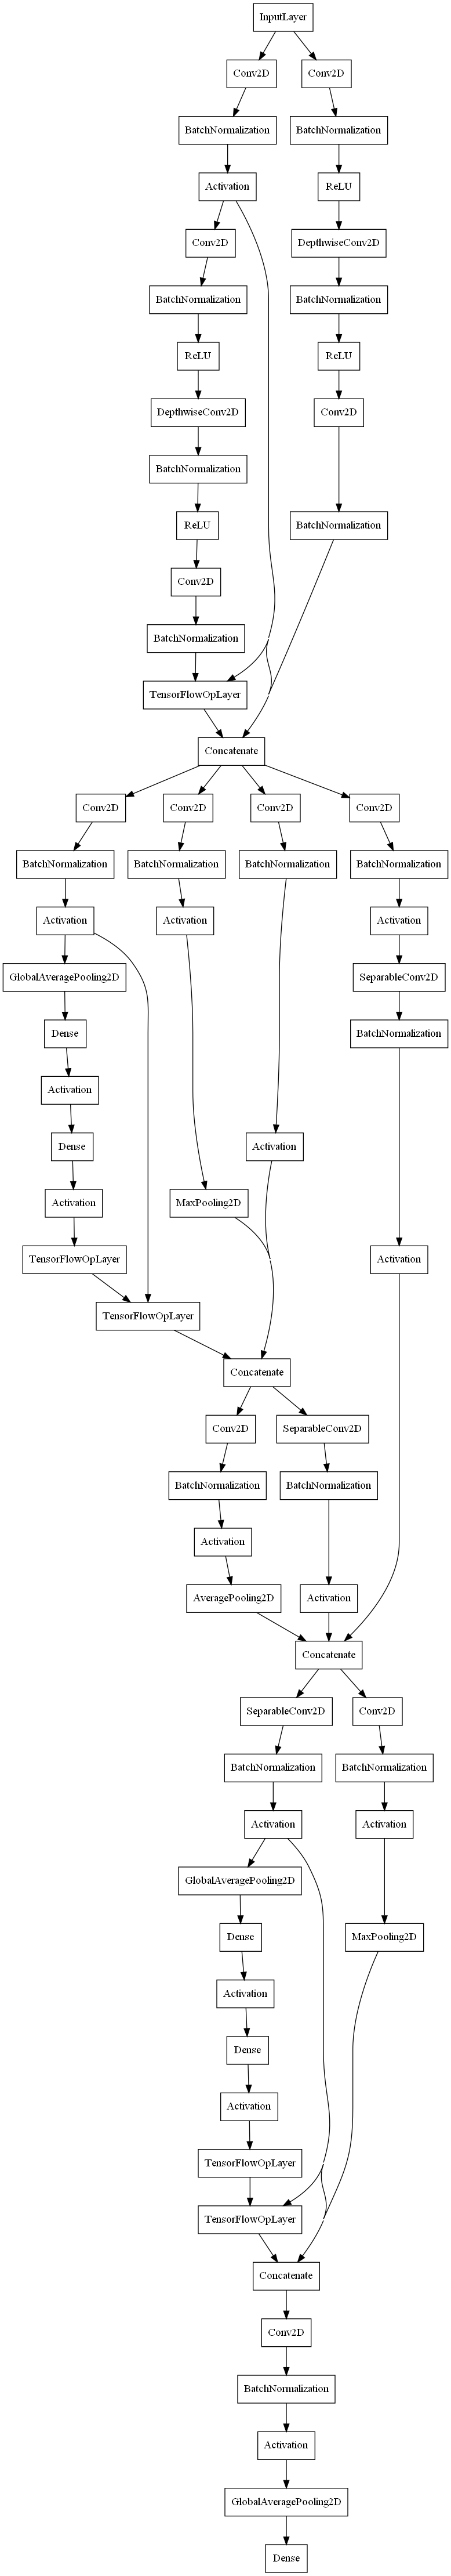 InputLayer
Conv2D
Conv2D
BatchNormalization
BatchNormalization
Activation
ReLU
Conv2D
DepthwiseConv2D
BatchNormalization
BatchNormalization
ReLU
ReLU
DepthwiseConv2D
Conv2D
BatchNormalization
BatchNormalization
ReLU
Conv2D
BatchNormalization
TensorFlowOpLayer
Concatenate
Conv2D
Conv2D
Conv2D
Conv2D
BatchNormalization
BatchNormalization
BatchNormalization
BatchNormalization
Activation
Activation
Activation
GlobalAveragePooling2D
SeparableConv2D
Dense
BatchNormalization
Activation
Dense
Activation
Activation
MaxPooling2D
TensorFlowOpLayer
Activation
TensorFlowOpLayer
Concatenate
Conv2D
SeparableConv2D
BatchNormalization
BatchNormalization
Activation
AveragePooling2D
Activation
Concatenate
SeparableConv2D
Conv2D
BatchNormalization
BatchNormalization
Activation
Activation
GlobalAveragePooling2D
Dense
MaxPooling2D
Activation
Dense
Activation
TensorFlowOpLayer
TensorFlowOpLayer
Concatenate
Conv2D
BatchNormalization
Activation
GlobalAveragePooling2D
Dense